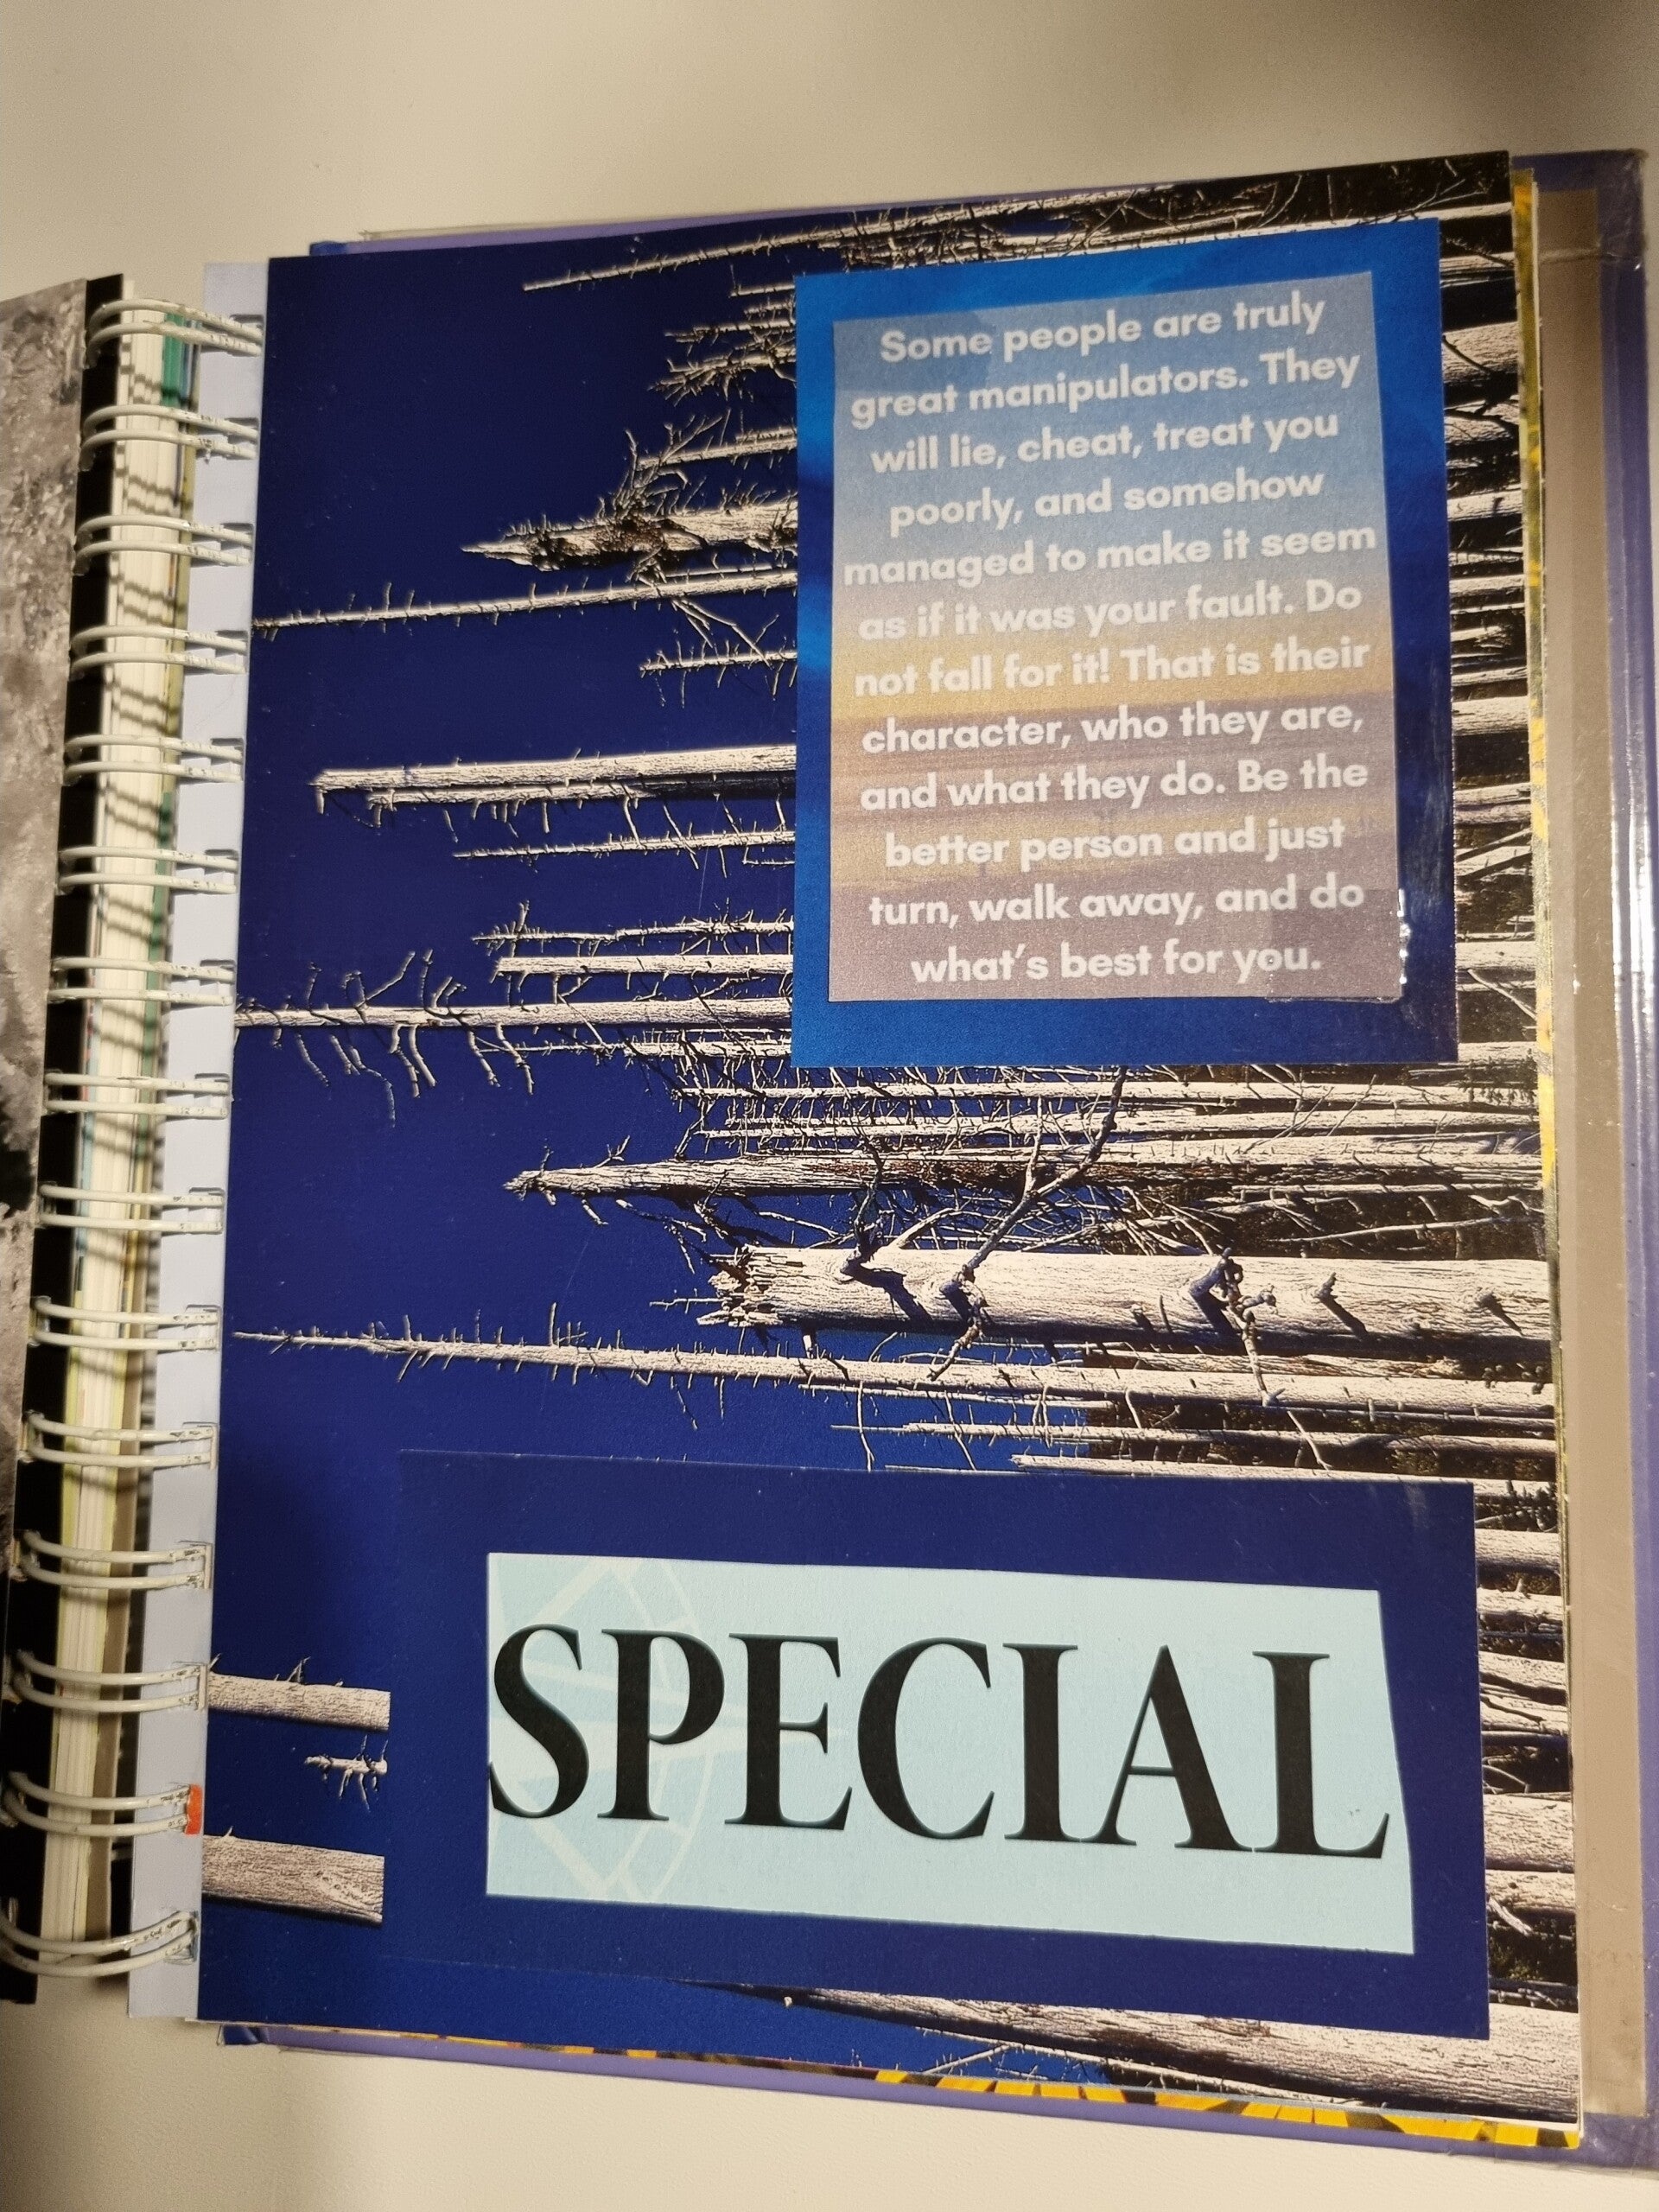 Some people are truly
great manipulators. They
will lie, cheat, treat you
poorly, and somehow
managed to make it seem
as if it was your fault. Do
not fall for it! That is their
character, who they are,
and what they do. Be the
better person and just
turn, walk away, and do
what's best for you.
SPECIAL